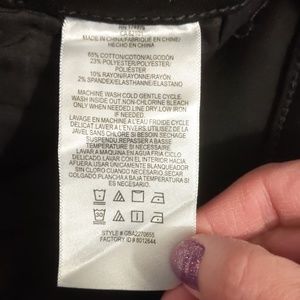 MADE IN CHINA/FABRIQUE EN CHINE/
HECHO EN CHINA
65% COTTON/COTON/ALGODÓN
23% POLYESTER/POLYESTER/
POLIÉSTER
10% RAYON/RAYONNE/RAYÓN
2% SPANDEX/ELASTHANNE/ELASTANO
MACHINE WASH COLD GENTLE CYCLE.
WASH INSIDE OUT NON-CHLORINE BLEACH
ONLY WHEN NEEDED LINE DRY. LOW IRON IF
NEEDED.
LAVAGE EN MACHINE A L'EAU FROIDE CYCLE
DELICAT. LAVER A L'ENVERS. UTILISEZ DE LA
JAVEL SANS CHLORE SI BESOIN SECHAGE
SUSPENDU. REPASSER A BASSE
TEMPERATURE SI NECESSAIRE.
LAVAR A MAQUINA EN AGUA FRIA CICLO
DELICADO. LAVAR CON EL INTERIOR HACIA
AFUERA. USAR UNICAMENTE BLANQUEADOR
SIN CLORO CUANDO SEA NECESARIO. SECAR
COLGADO. PLANCHA A BAJA TEMPERATURA SI
ES NECESARIO.
30
STYLE # GBA2270655
FACTORY ID # 8012644